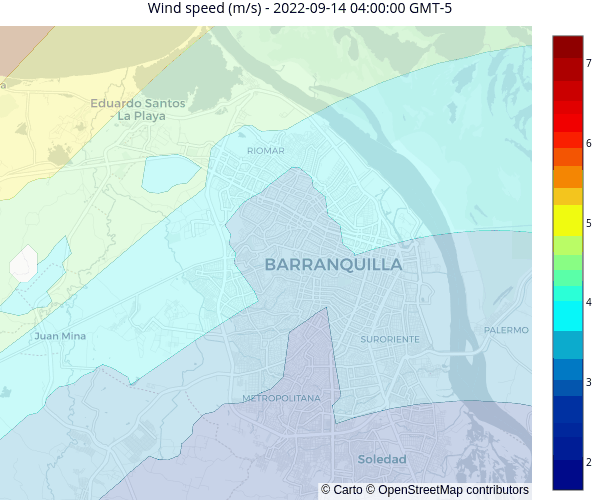 Wind speed (m/s) - 2022-09-14 04:00:00 GMT-5
a
Eduardo Santos
- La Playa
RIOMAR
BARRANQUILLA
Juan Mina
SURORIENTE
PALERMO
METROPOLITANA
Soledad
© Carto © OpenStreetMap contributors
7
6
5
4
3
2